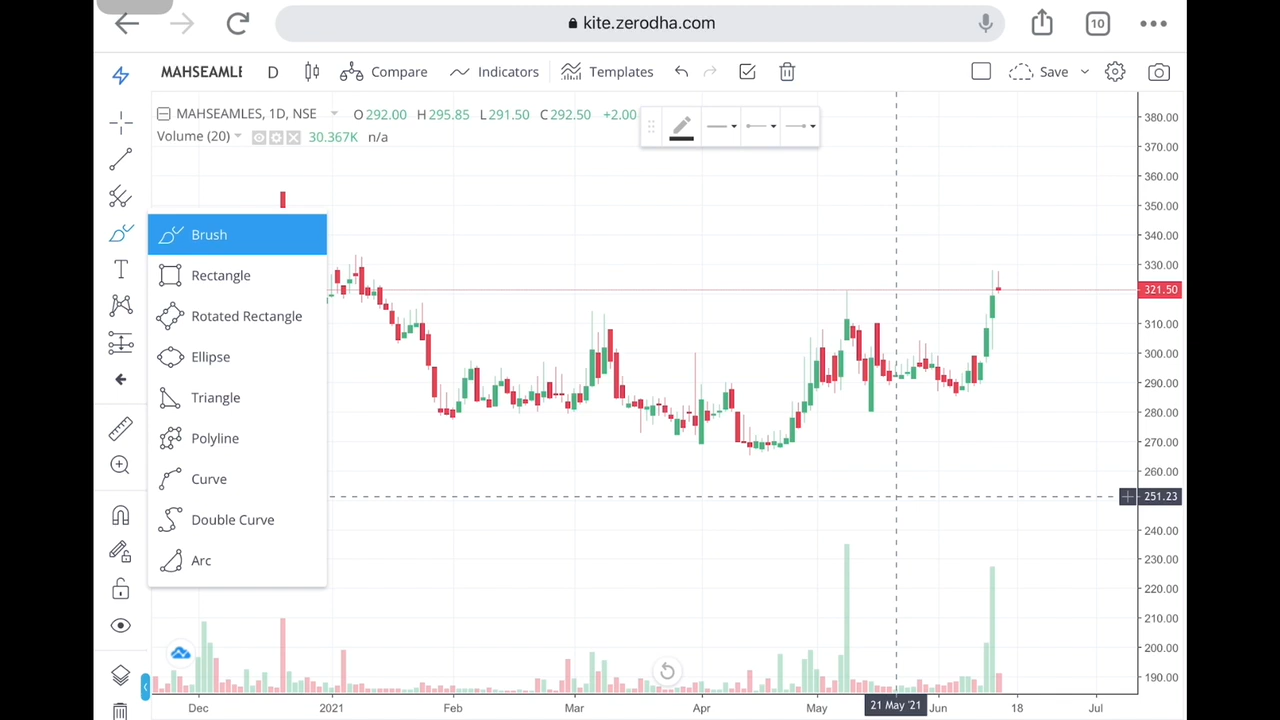 kite.zerodha.com
10
MAHSEAMLE
D
Compare
Indicators
Templates
Save
MAHSEAMLES, 1D, NSE O292.00 H295.85 L291.50 C292.50 +2.00
Volume (20) 30.367K n/a
Brush
Rectangle
Rotated Rectangle
Ellipse
Triangle
Polyline
Curve
Double Curve
Arc
T
380.00
370.00
360.00
350.00
340.00
330.00
321.50
310.00
300.00
290.00
280.00
270.00
260.00
251.23
240.00
230.00
220.00
210.00
200.00
190.00
Dec 2021 Feb Mar Apr May 21 May '21 Jun 18 Jul